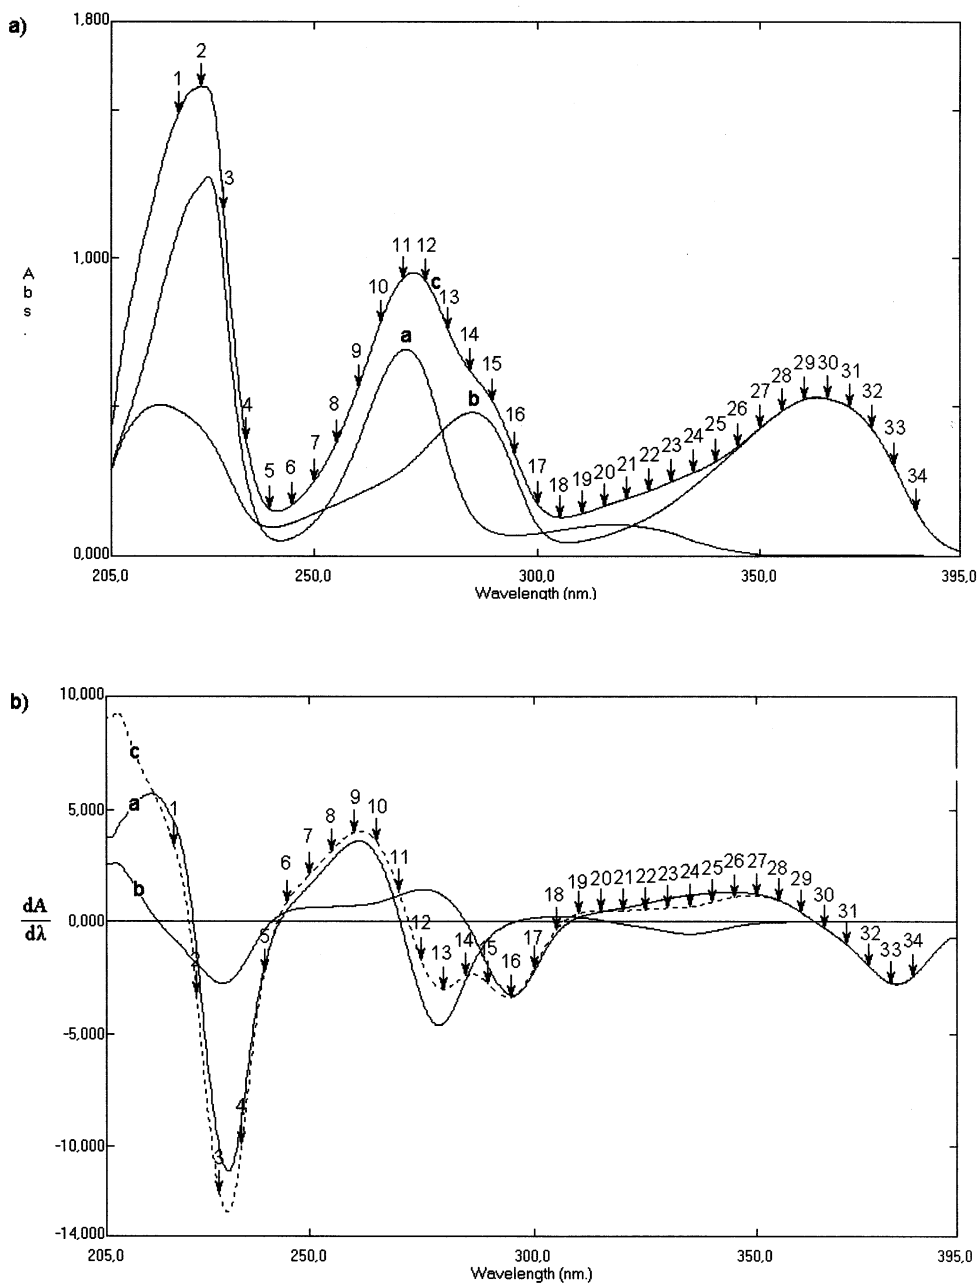 a)
1,800
1 2
3
1,000
A
b
s
.
11 12
c
10 13
a 14
9 15
b
8 16
4
7
5 6 17
18 19 20 21 22 23 24 25 26 27 28 29 30 31 32
33
34
0,000
205,0 250,0 300,0 350,0 395,0
Wavelength (nm.)
b)
10,000
c
a
5,000 1
9 10
8
7
6 11
b
18 19 20 21 22 23 24 25 26 27 28 29 30 31
dA
dλ
0,000
12
5 13 14 15 16 17 32 33 34
2
-5,000
4
-10,000
3
-14,000
205,0 250,0 300,0 350,0 395,0
Wavelength (nm.)